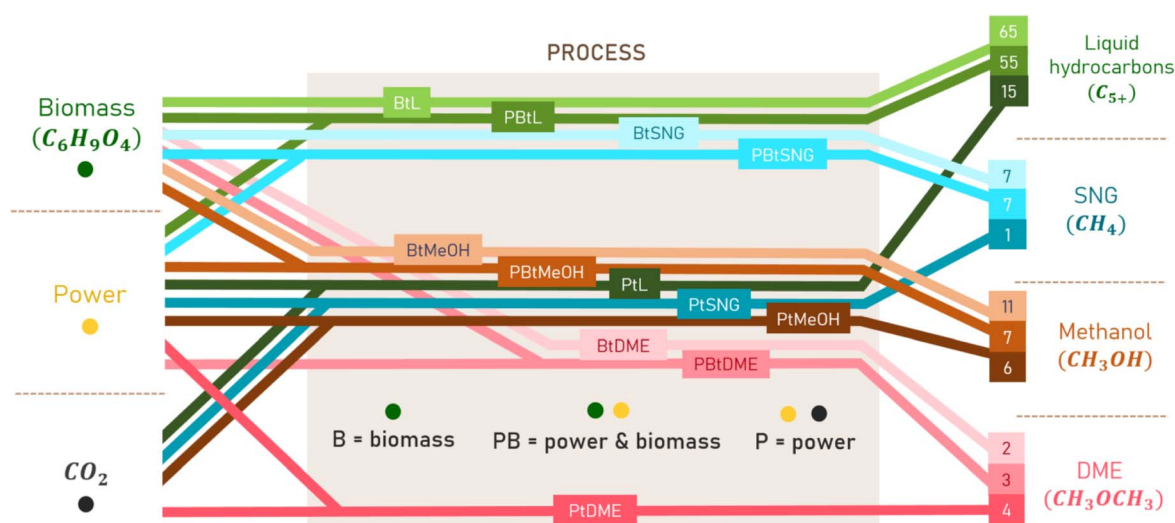 PROCESS
Biomass
(C₆H₉O₄)
Power
CO₂
BtL
PBtL
BtSNG
PBtSNG
BtMeOH
PBtMeOH
PtL
PtSNG
PtMeOH
BtDME
PBtDME
B = biomass
PB = power & biomass
P = power
PtDME
65
55
15
Liquid
hydrocarbons
(C₅₊)
7
7
1
SNG
(CH₄)
11
7
6
Methanol
(CH₃OH)
2
3
4
DME
(CH₃OCH₃)